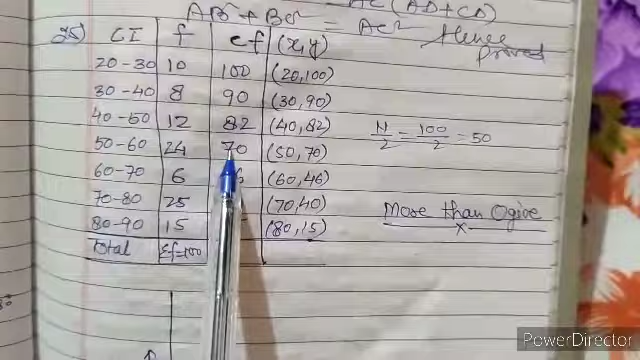 AB² + BC² = AC²
AC (AD+CD)
Hence proved
25) CI f cf (x,y)
20-30 10 100 (20,100)
30-40 8 90 (30,90)
40-50 12 82 (40,82)
50-60 24 70 (50,70)
60-70 6 (60,46)
70-80 25 (70,40)
80-90 15 (80,15)
Total Σf=100
N/2 = 100/2 = 50
More than Ogive
x
PowerDirector